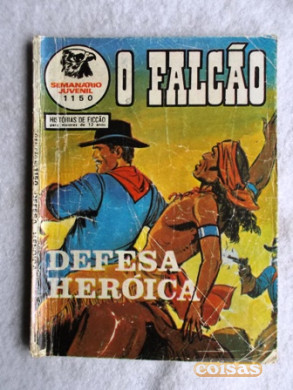 SEMANÁRIO
JUVENIL
1150
O FALCÃO
HISTÓRIAS DE FICÇÃO
DEFESA
HERÓICA
coisas